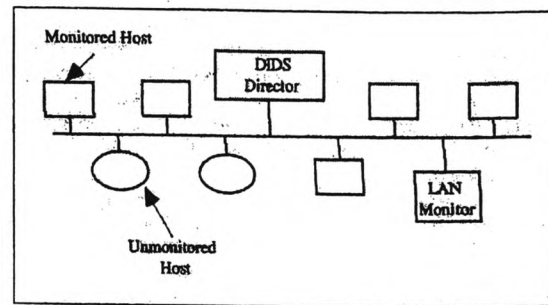 Monitored Host
DIDS
Director
LAN
Monitor
Unmonitored
Host